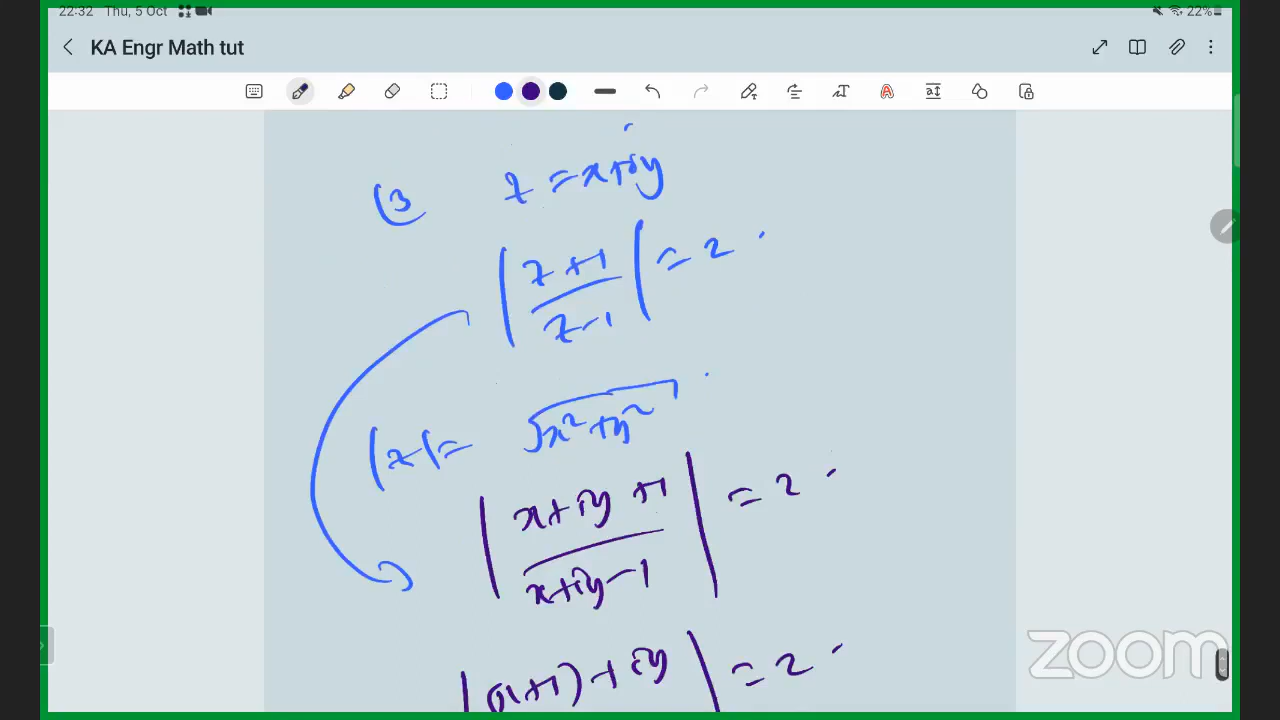 22:32 Thu, 5 Oct 22%
KA Engr Math tut
(3 z = x+iy
|z+1
z-1| = 2
|z| = √x²+y²
|x+iy+1
x+iy-1| = 2
|(x+1)+iy| = 2
zoom